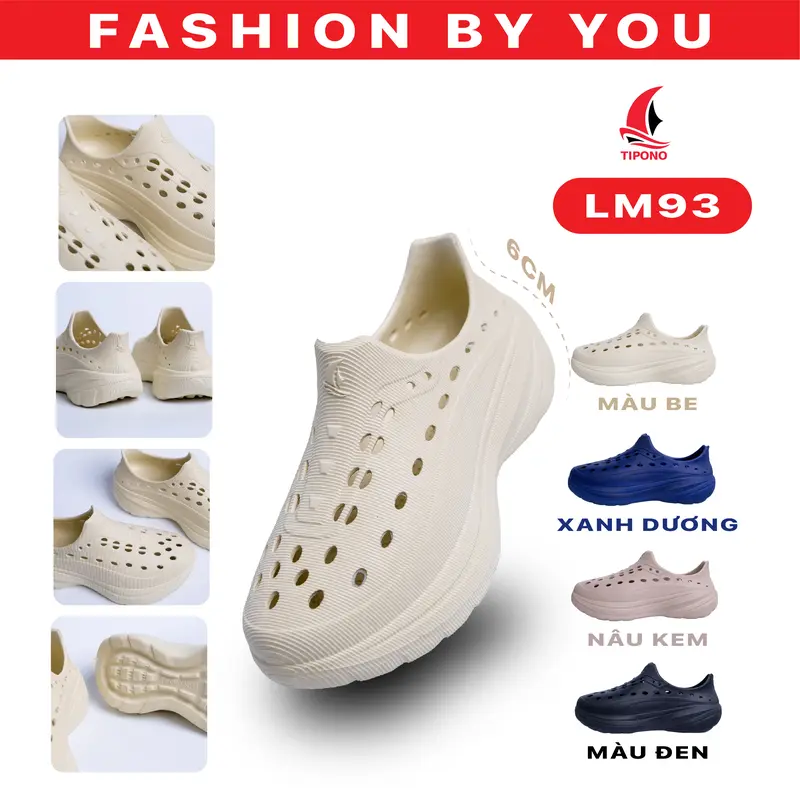 FASHION BY YOU
TIPONO
LM93
6CM
MÀU BE
XANH DƯƠNG
NÂU KEM
MÀU ĐEN